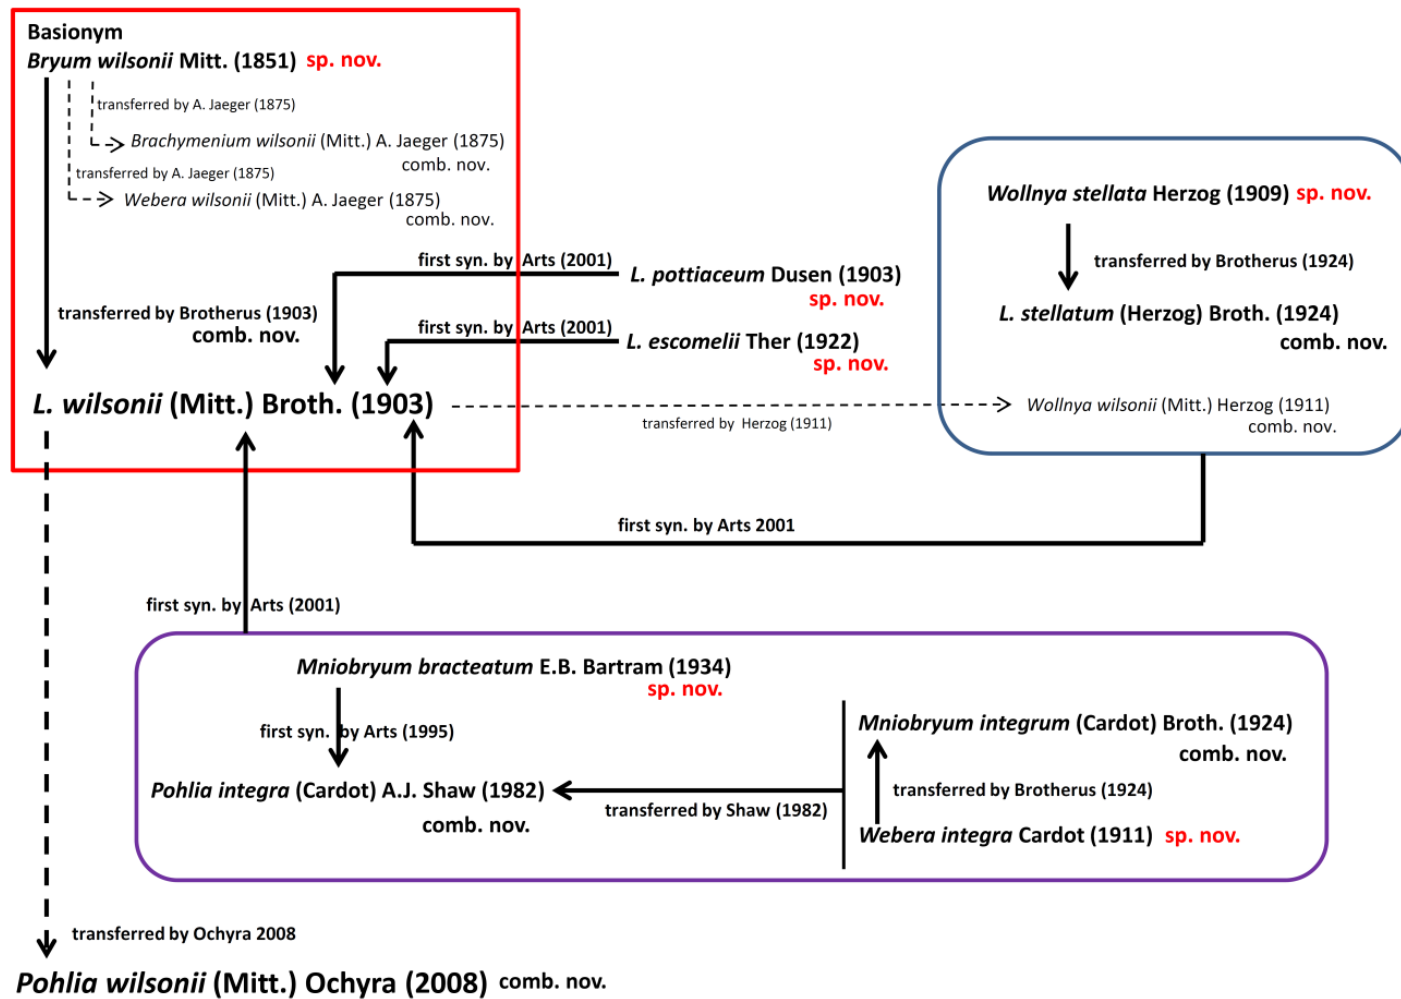 Basionym
Bryum wilsonii Mitt. (1851) sp. nov.
transferred by A. Jaeger (1875)
Brachymenium wilsonii (Mitt.) A. Jaeger (1875)
comb. nov.
transferred by A. Jaeger (1875)
Webera wilsonii (Mitt.) A. Jaeger (1875)
comb. nov.
transferred by Brotherus (1903)
comb. nov.
L. wilsonii (Mitt.) Broth. (1903)
first syn. by Arts (2001)
L. pottiaceum Dusen (1903)
sp. nov.
first syn. by Arts (2001)
L. escomelii Ther (1922)
sp. nov.
transferred by Herzog (1911)
Wollnya stellata Herzog (1909) sp. nov.
transferred by Brotherus (1924)
L. stellatum (Herzog) Broth. (1924)
comb. nov.
Wollnya wilsonii (Mitt.) Herzog (1911)
comb. nov.
first syn. by Arts 2001
first syn. by Arts (2001)
Mniobryum bracteatum E.B. Bartram (1934)
sp. nov.
first syn. by Arts (1995)
Pohlia integra (Cardot) A.J. Shaw (1982)
comb. nov.
transferred by Shaw (1982)
Mniobryum integrum (Cardot) Broth. (1924)
comb. nov.
transferred by Brotherus (1924)
Webera integra Cardot (1911) sp. nov.
transferred by Ochyra 2008
Pohlia wilsonii (Mitt.) Ochyra (2008) comb. nov.